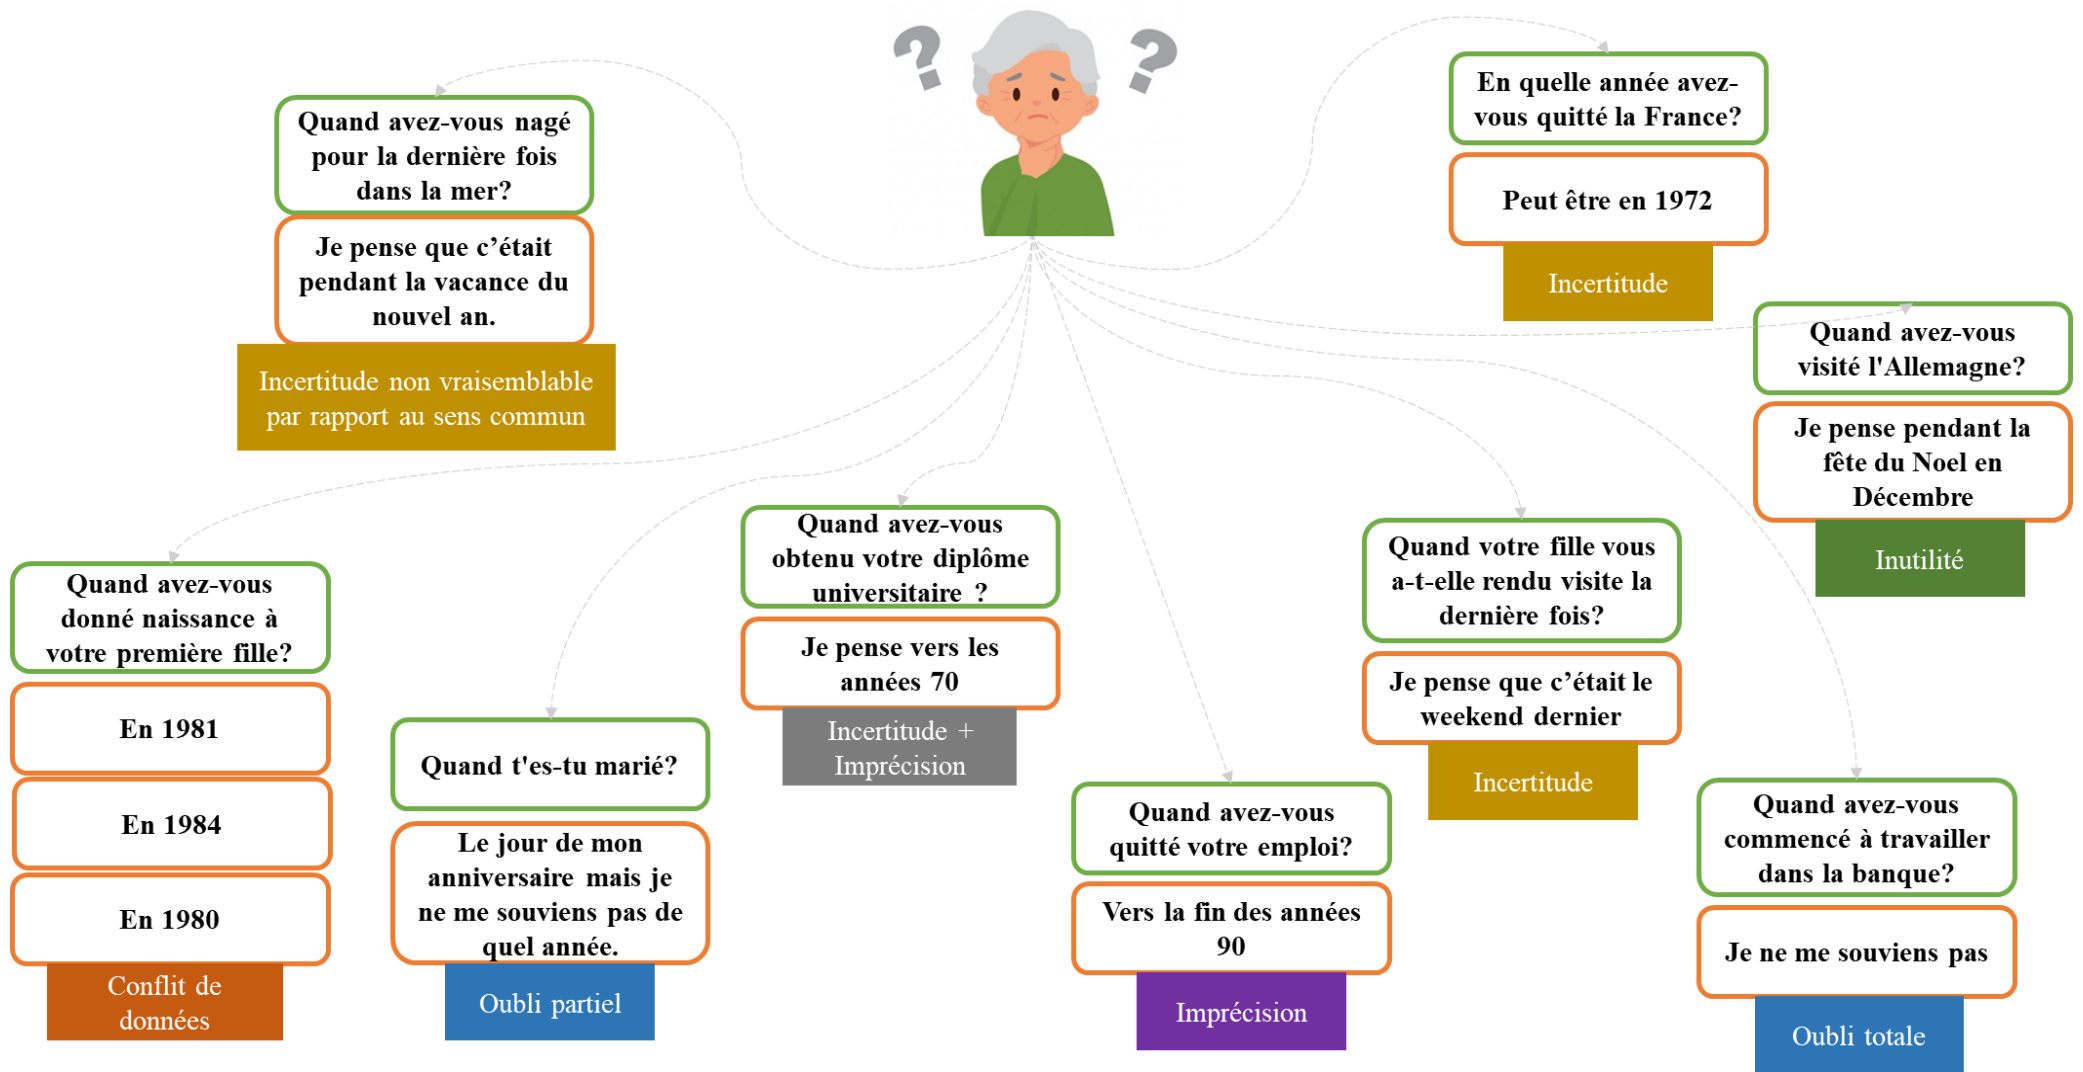 ?
?
Quand avez-vous nagé
pour la dernière fois
dans la mer?
Je pense que c’était
pendant la vacance du
nouvel an.
Incertitude non vraisemblable
par rapport au sens commun
En quelle année avez-
vous quitté la France?
Peut être en 1972
Incertitude
Quand avez-vous
visité l'Allemagne?
Je pense pendant la
fête du Noel en
Décembre
Inutilité
Quand avez-vous
donné naissance à
votre première fille?
En 1981
En 1984
En 1980
Conflit de
données
Quand t'es-tu marié?
Le jour de mon
anniversaire mais je
ne me souviens pas de
quel année.
Oubli partiel
Quand avez-vous
obtenu votre diplôme
universitaire ?
Je pense vers les
années 70
Incertitude +
Imprécision
Quand avez-vous
quitté votre emploi?
Vers la fin des années
90
Imprécision
Quand votre fille vous
a-t-elle rendu visite la
dernière fois?
Je pense que c’était le
weekend dernier
Incertitude
Quand avez-vous
commencé à travailler
dans la banque?
Je ne me souviens pas
Oubli totale